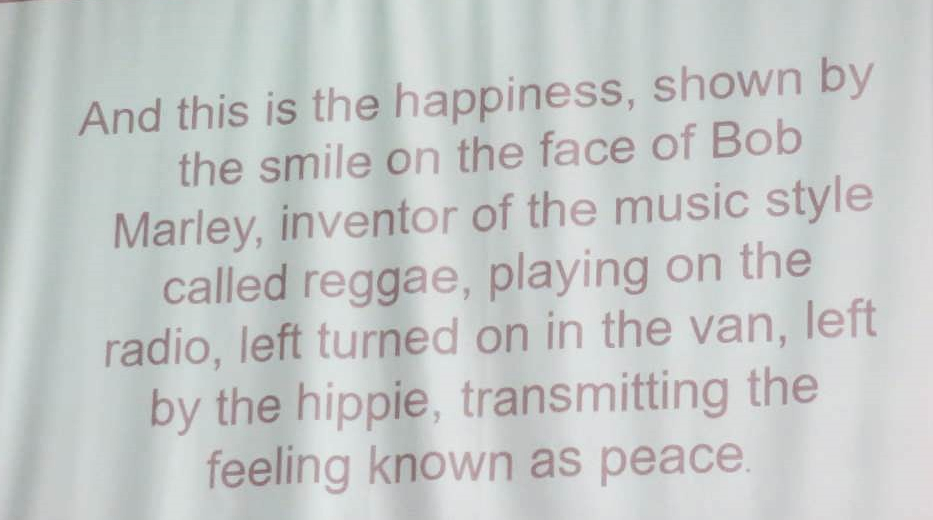 And this is the happiness, shown by
the smile on the face of Bob
Marley, inventor of the music style
called reggae, playing on the
radio, left turned on in the van, left
by the hippie, transmitting the
feeling known as peace.